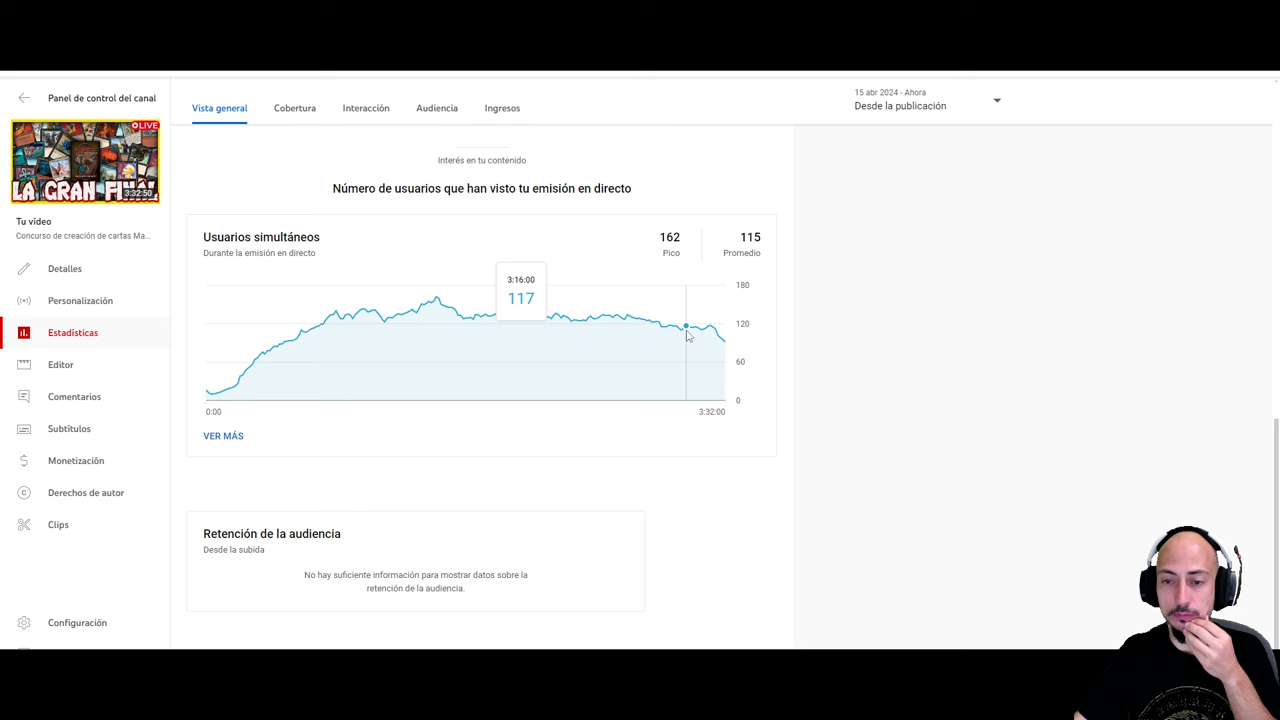 Panel de control del canal
LIVE
LA GRAN FINAL
3:32:50
Tu vídeo
Concurso de creación de cartas Ma...
Detalles
Personalización
Estadísticas
Editor
Comentarios
Subtítulos
Monetización
Derechos de autor
Clips
Configuración
Vista general
Cobertura
Interacción
Audiencia
Ingresos
15 abr 2024 - Ahora
Desde la publicación
Interés en tu contenido
Número de usuarios que han visto tu emisión en directo
Usuarios simultáneos
Durante la emisión en directo
162
Pico
115
Promedio
3:16:00
117
180
120
60
0
0:00
3:32:00
VER MÁS
Retención de la audiencia
Desde la subida
No hay suficiente información para mostrar datos sobre la
retención de la audiencia.